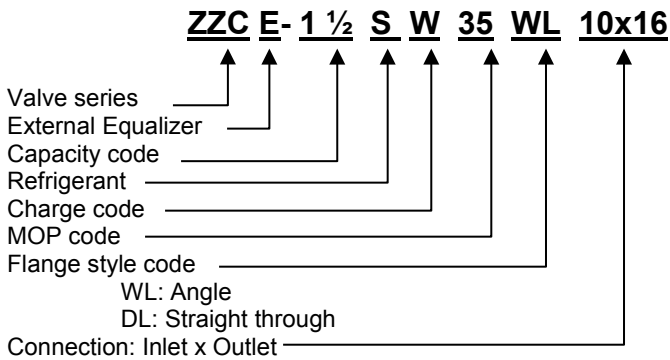 ZZC E- 1 ½ S W 35 WL 10x16
Valve series
External Equalizer
Capacity code
Refrigerant
Charge code
MOP code
Flange style code
WL: Angle
DL: Straight through
Connection: Inlet x Outlet